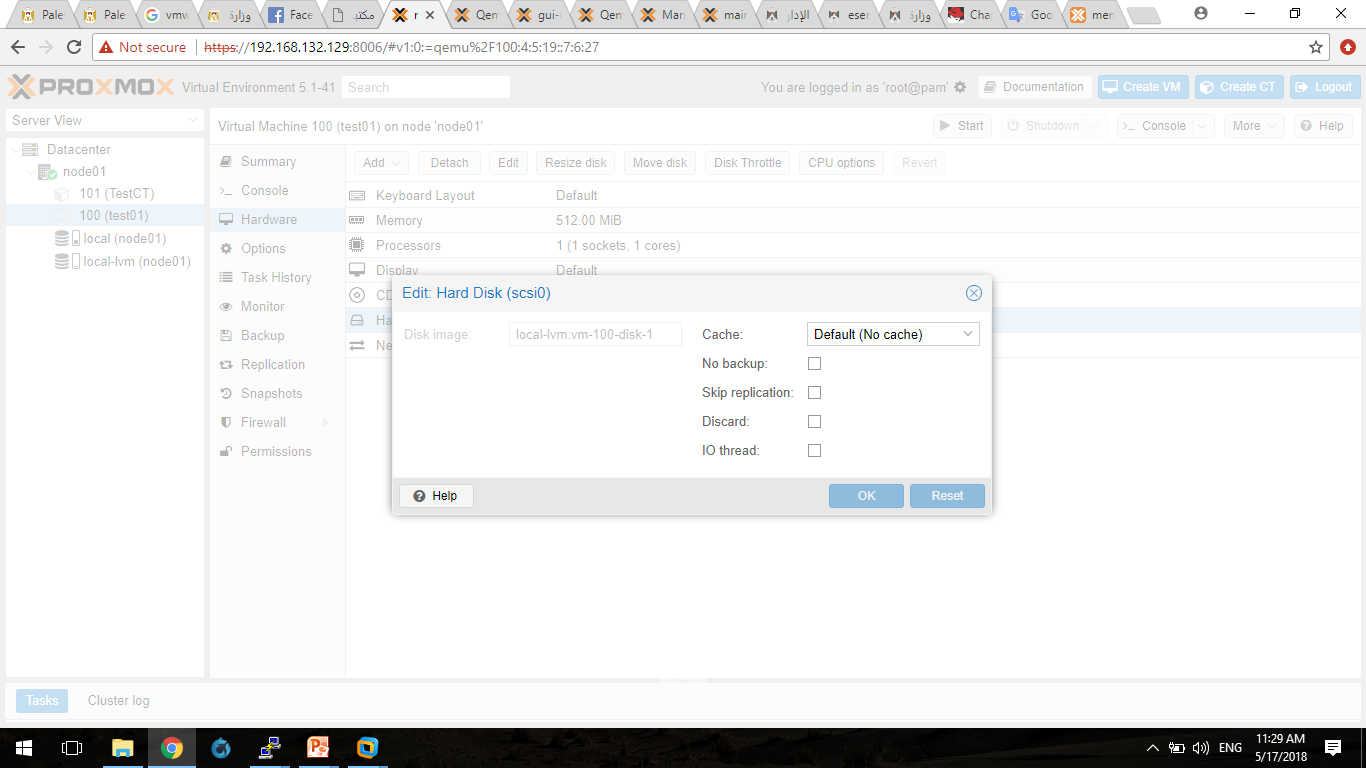 Pale
Pale
vmw
وزارة
Face
مكتبـ
r
Qem
gui-
Qem
Mar
mair
الإدار
eser
وزارة
Cha
Goo
mer
Not secure
https://192.168.132.129:8006/#v1:0:=qemu%2F100:4:5:19::7:6:27
PROXMOX Virtual Environment 5.1-41
Search
You are logged in as 'root@pam'
Documentation
Create VM
Create CT
Logout
Server View
Virtual Machine 100 (test01) on node 'node01'
Start
Shutdown
Console
More
Help
Datacenter
node01
101 (TestCT)
100 (test01)
local (node01)
local-lvm (node01)
Summary
Console
Hardware
Options
Task History
Monitor
Backup
Replication
Snapshots
Firewall
Permissions
Add
Detach
Edit
Resize disk
Move disk
Disk Throttle
CPU options
Revert
Keyboard Layout Default
Memory 512.00 MiB
Processors 1 (1 sockets, 1 cores)
Display Default
CD
Ha
Ne
Edit: Hard Disk (scsi0)
Disk image: local-lvm:vm-100-disk-1
Cache: Default (No cache)
No backup:
Skip replication:
Discard:
IO thread:
Help
OK
Reset
Tasks
Cluster log
ENG
11:29 AM
5/17/2018